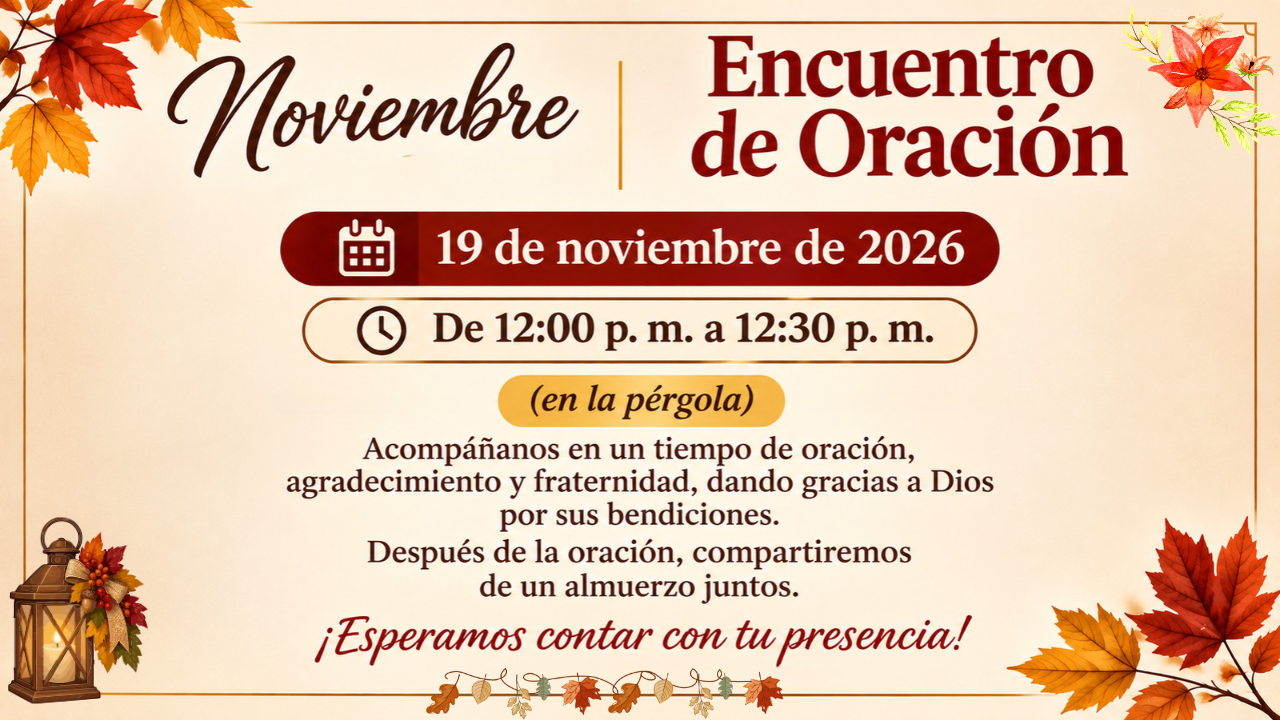 Noviembre
Encuentro
de Oración
19 de noviembre de 2026
De 12:00 p. m. a 12:30 p. m.
(en la pérgola)
Acompáñanos en un tiempo de oración,
agradecimiento y fraternidad, dando gracias a Dios
por sus bendiciones.
Después de la oración, compartiremos
de un almuerzo juntos.
¡Esperamos contar con tu presencia!